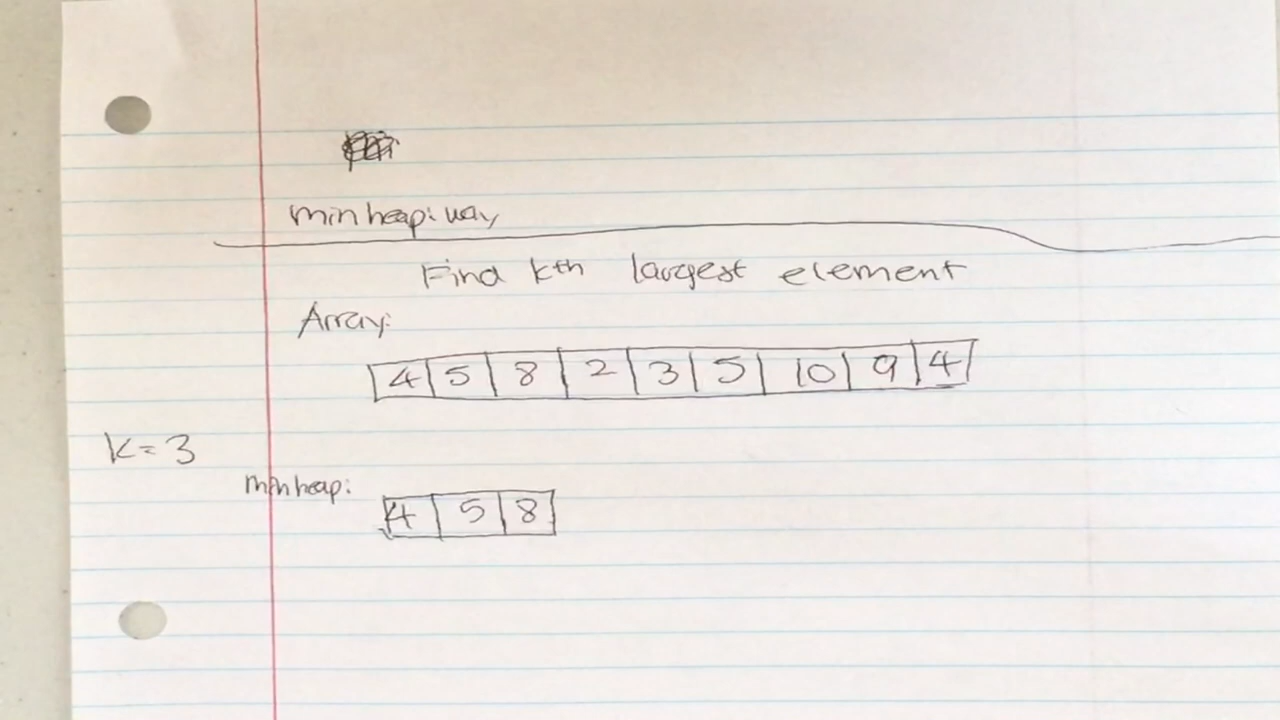 min heap: way
Find kth largest element
Array:
4 5 8 2 3 5 10 9 4
K=3
min heap:
4 5 8